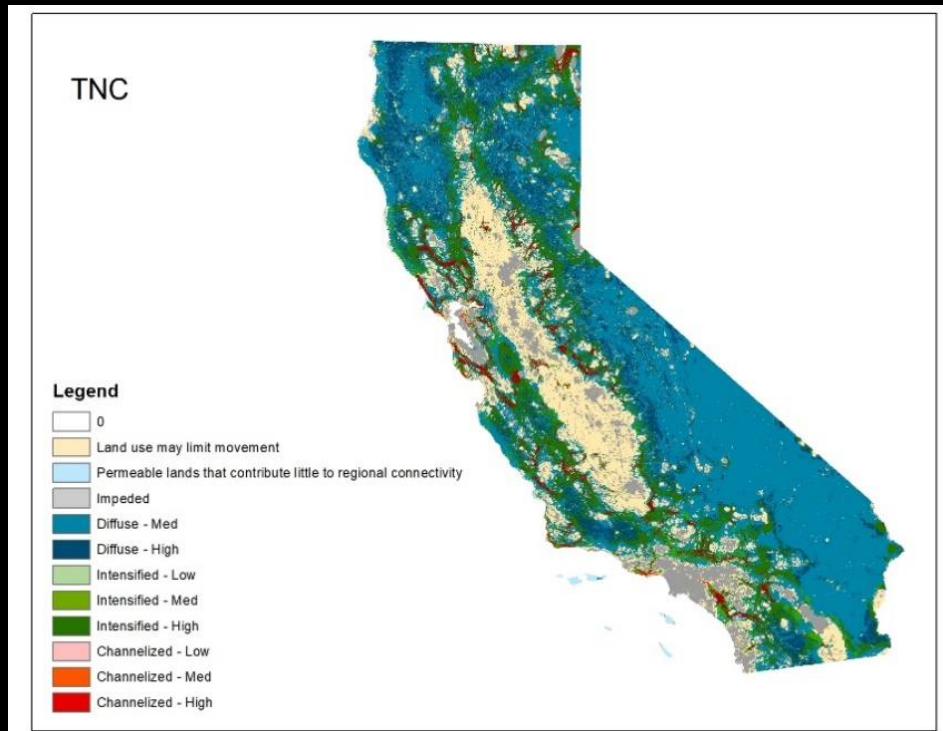 TNC
Legend
0
Land use may limit movement
Permeable lands that contribute little to regional connectivity
Impeded
Diffuse - Med
Diffuse - High
Intensified - Low
Intensified - Med
Intensified - High
Channelized - Low
Channelized - Med
Channelized - High